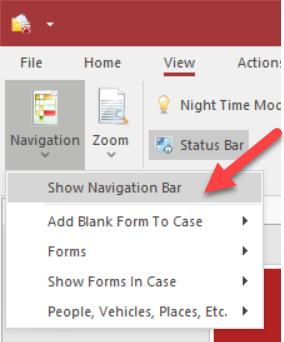 File Home View Actions
Navigation Zoom Night Time Mod
Status Bar
Show Navigation Bar
Add Blank Form To Case
Forms
Show Forms In Case
People, Vehicles, Places, Etc.